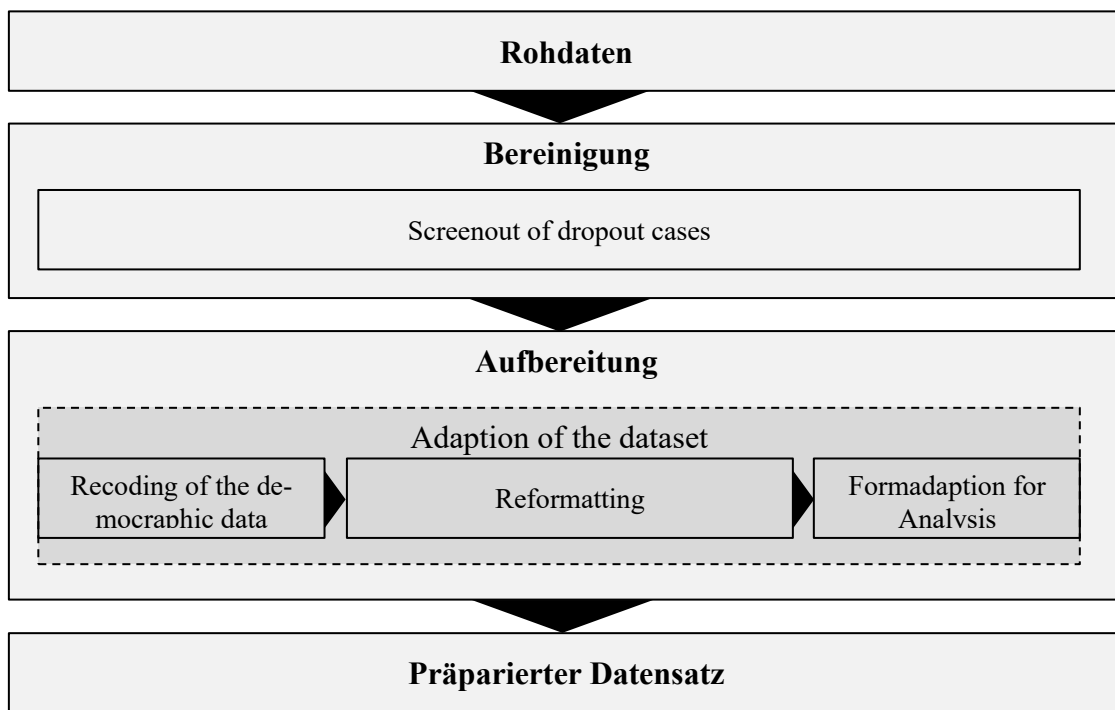 Rohdaten
Bereinigung
Screenout of dropout cases
Aufbereitung
Adaption of the dataset
Recoding of the de-
mographic data
Reformatting
Formadaption for
Analysis
Präparierter Datensatz